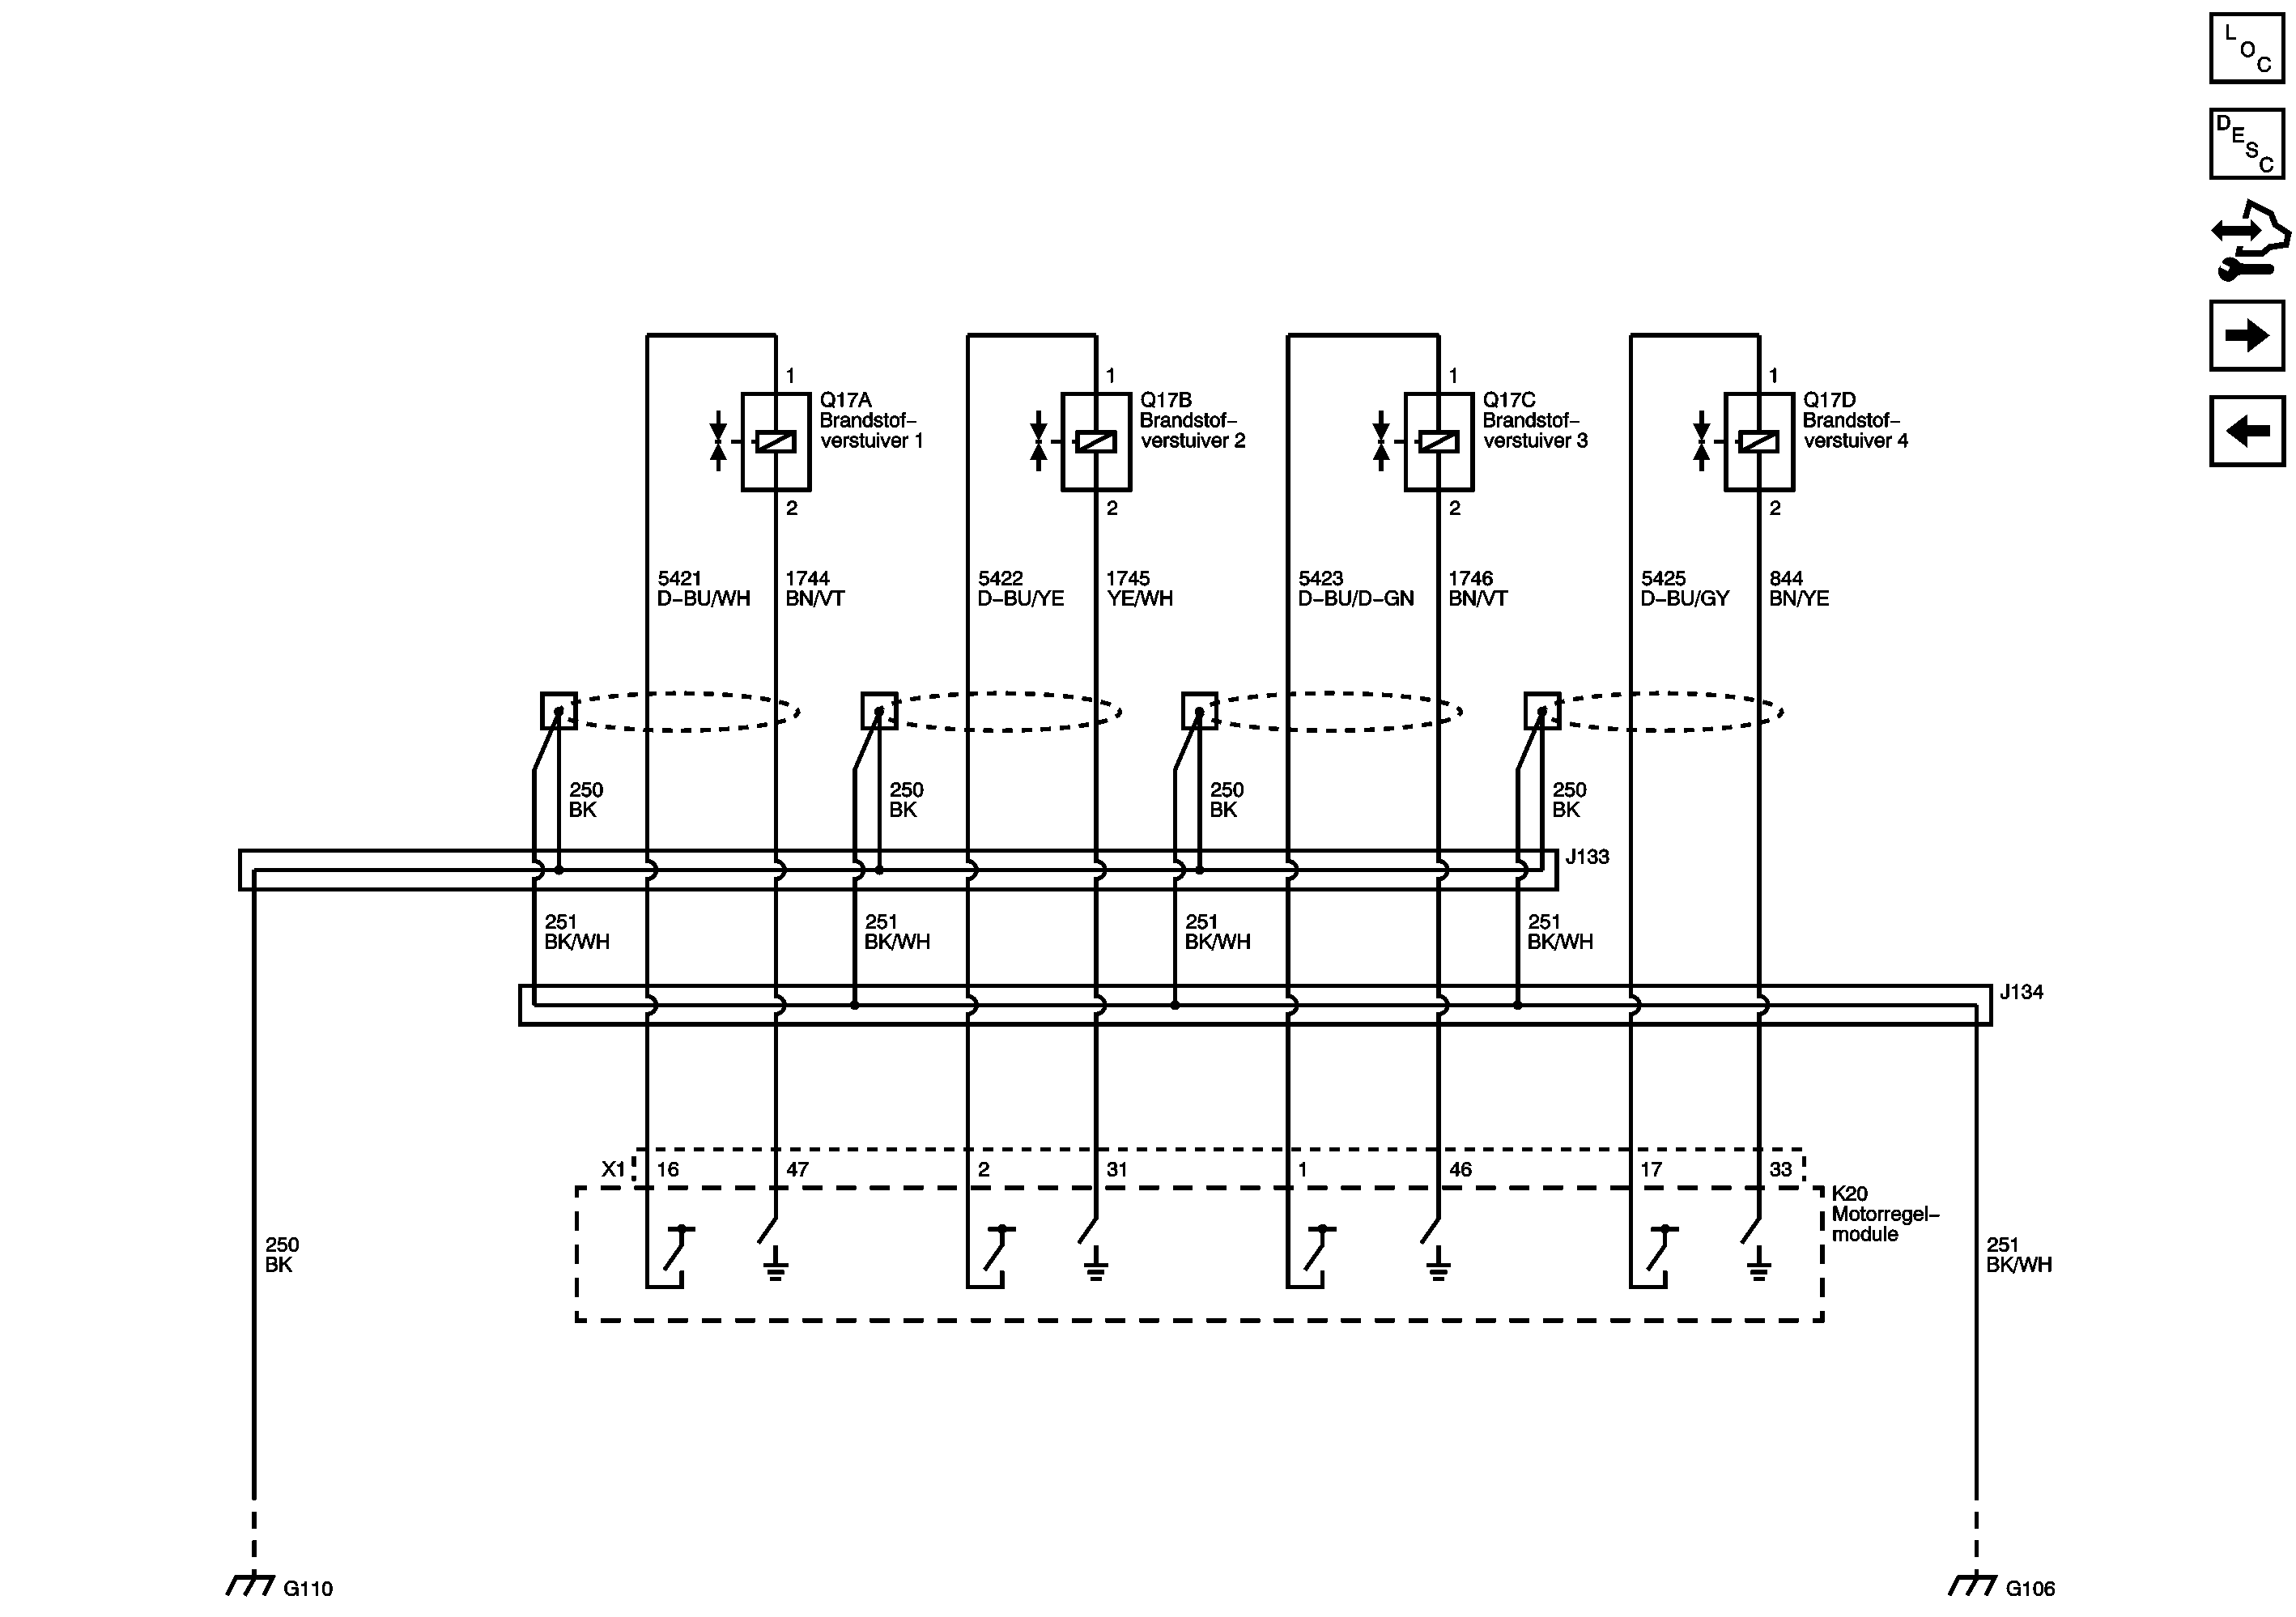 L
O
C
D
E
S
C
1
Q17A
Brandstof–
verstuiver 1
2
1
Q17B
Brandstof–
verstuiver 2
2
1
Q17C
Brandstof–
verstuiver 3
2
1
Q17D
Brandstof–
verstuiver 4
2
5421
D–BU/WH
1744
BN/VT
5422
D–BU/YE
1745
YE/WH
5423
D–BU/D–GN
1746
BN/VT
5425
D–BU/GY
844
BN/YE
250
BK
250
BK
250
BK
250
BK
J133
251
BK/WH
251
BK/WH
251
BK/WH
251
BK/WH
J134
X1 16 47 2 31 1 46 17 33
K20
Motorregel–
module
250
BK
251
BK/WH
G110
G106